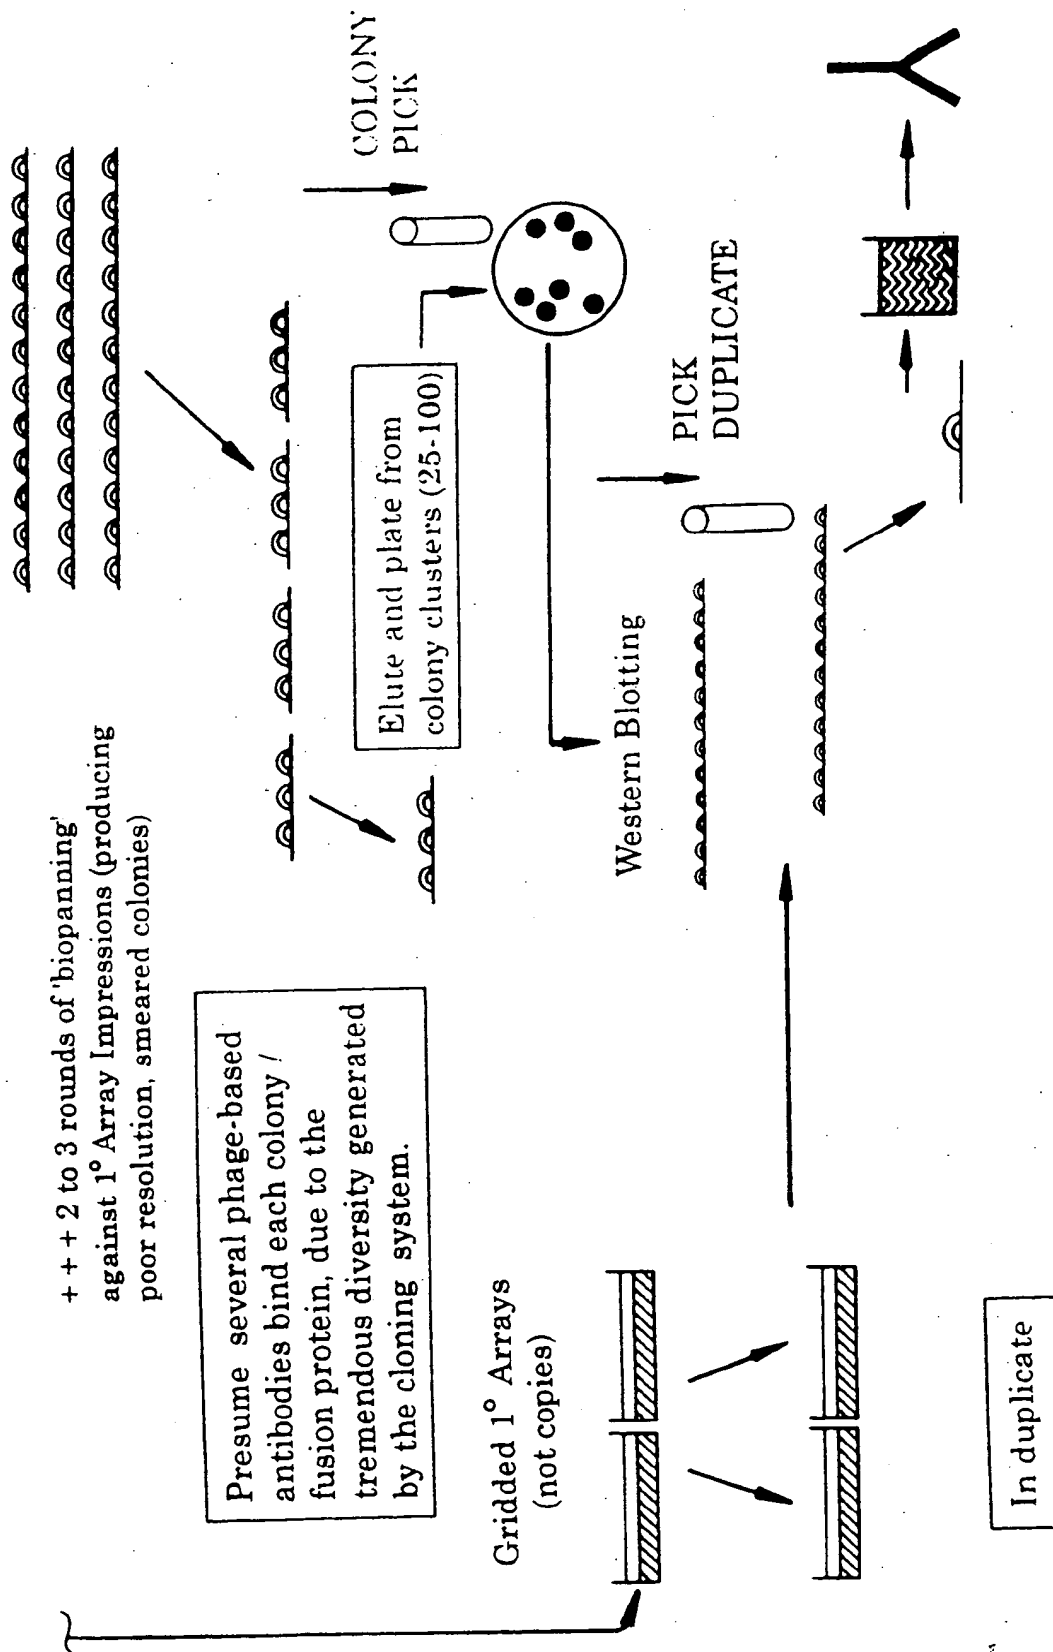 + + + 2 to 3 rounds of 'biopanning'
against 1° Array Impressions (producing
poor resolution, smeared colonies)
Presume several phage-based
antibodies bind each colony /
fusion protein, due to the
tremendous diversity generated
by the cloning system.
COLONY
PICK
Elute and plate from
colony clusters (25-100)
Gridded 1° Arrays
(not copies)
Western Blotting
PICK
DUPLICATE
In duplicate